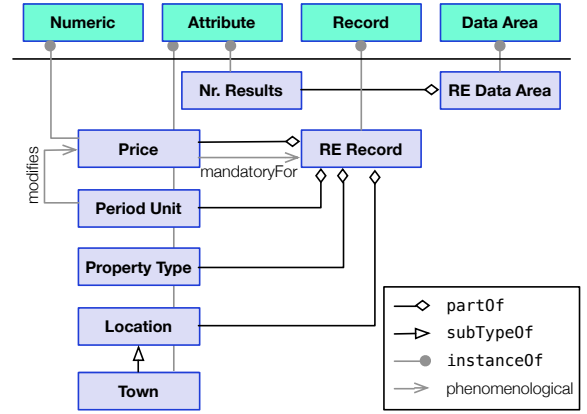 Numeric
Attribute
Record
Data Area
Nr. Results
RE Data Area
Price
mandatoryFor
RE Record
modifies
Period Unit
Property Type
Location
Town
partOf
subTypeOf
instanceOf
phenomenological